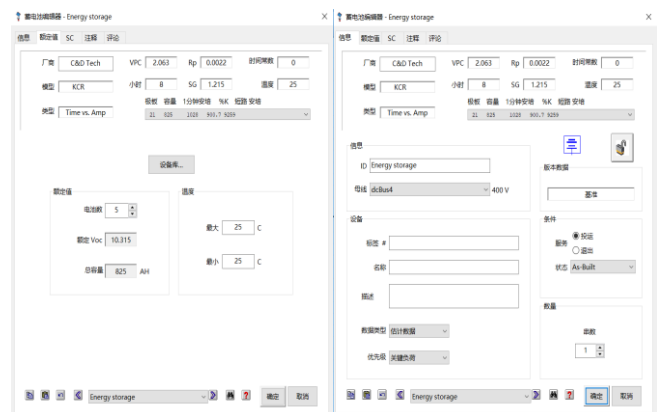 蓄电池编辑器 - Energy storage
信息 额定值 SC 注释 评论
厂商 C&D Tech VPC 2.063 Rp 0.0022 时间常数 0
模型 KCR 小时 8 SG 1.215 温度 25
极板 容量 1分钟安培 %K 短路 安培
类型 Time vs. Amp 21 825 1028 900.7 9259
设备库...
额定值 温度
电池数 5
最大 25 C
额定 Voc 10.315
最小 25 C
总容量 825 AH
Energy storage 确定 取消
蓄电池编辑器 - Energy storage
信息 额定值 SC 注释 评论
厂商 C&D Tech VPC 2.063 Rp 0.0022 时间常数 0
模型 KCR 小时 8 SG 1.215 温度 25
极板 容量 1分钟安培 %K 短路 安培
类型 Time vs. Amp 21 825 1028 900.7 9259
信息
ID Energy storage
版本数据
母线 dcBus4 400 V
基准
设备 条件
标签 #
服务 投运
退出
名称
状态 As-Built
描述
数量
数据类型 估计数据
串数
优先级 关键负荷
1
Energy storage 确定 取消